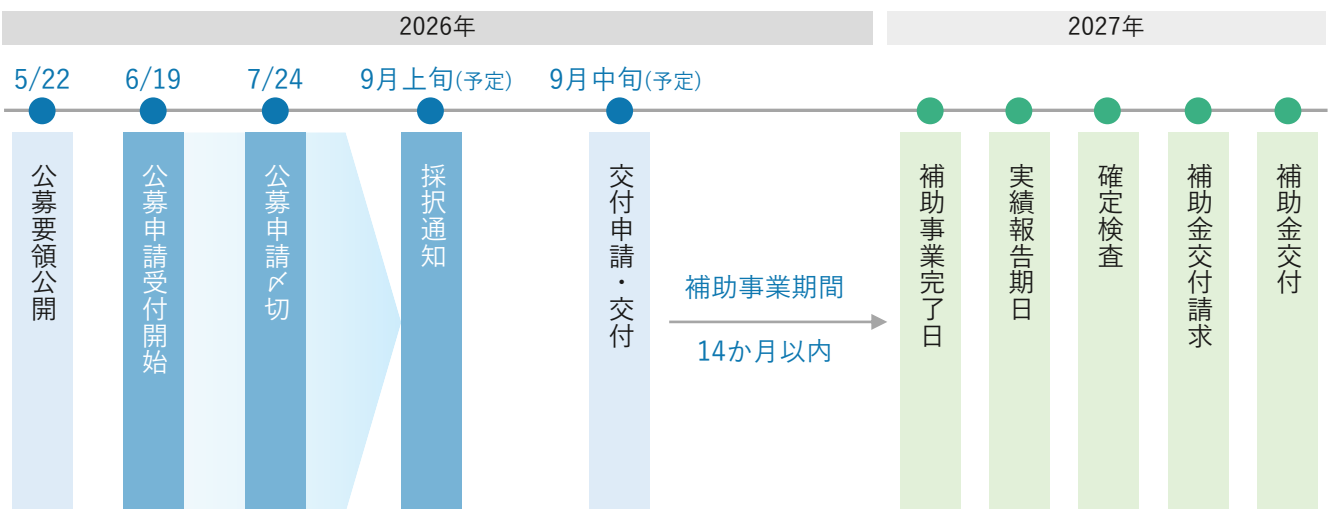 2026年
2027年
5/22
6/19
7/24
9月上旬(予定)
9月中旬(予定)
公募要領公開
公募申請受付開始
公募申請〆切
採択通知
交付申請・交付
補助事業期間
14か月以内
補助事業完了日
実績報告期日
確定検査
補助金交付請求
補助金交付